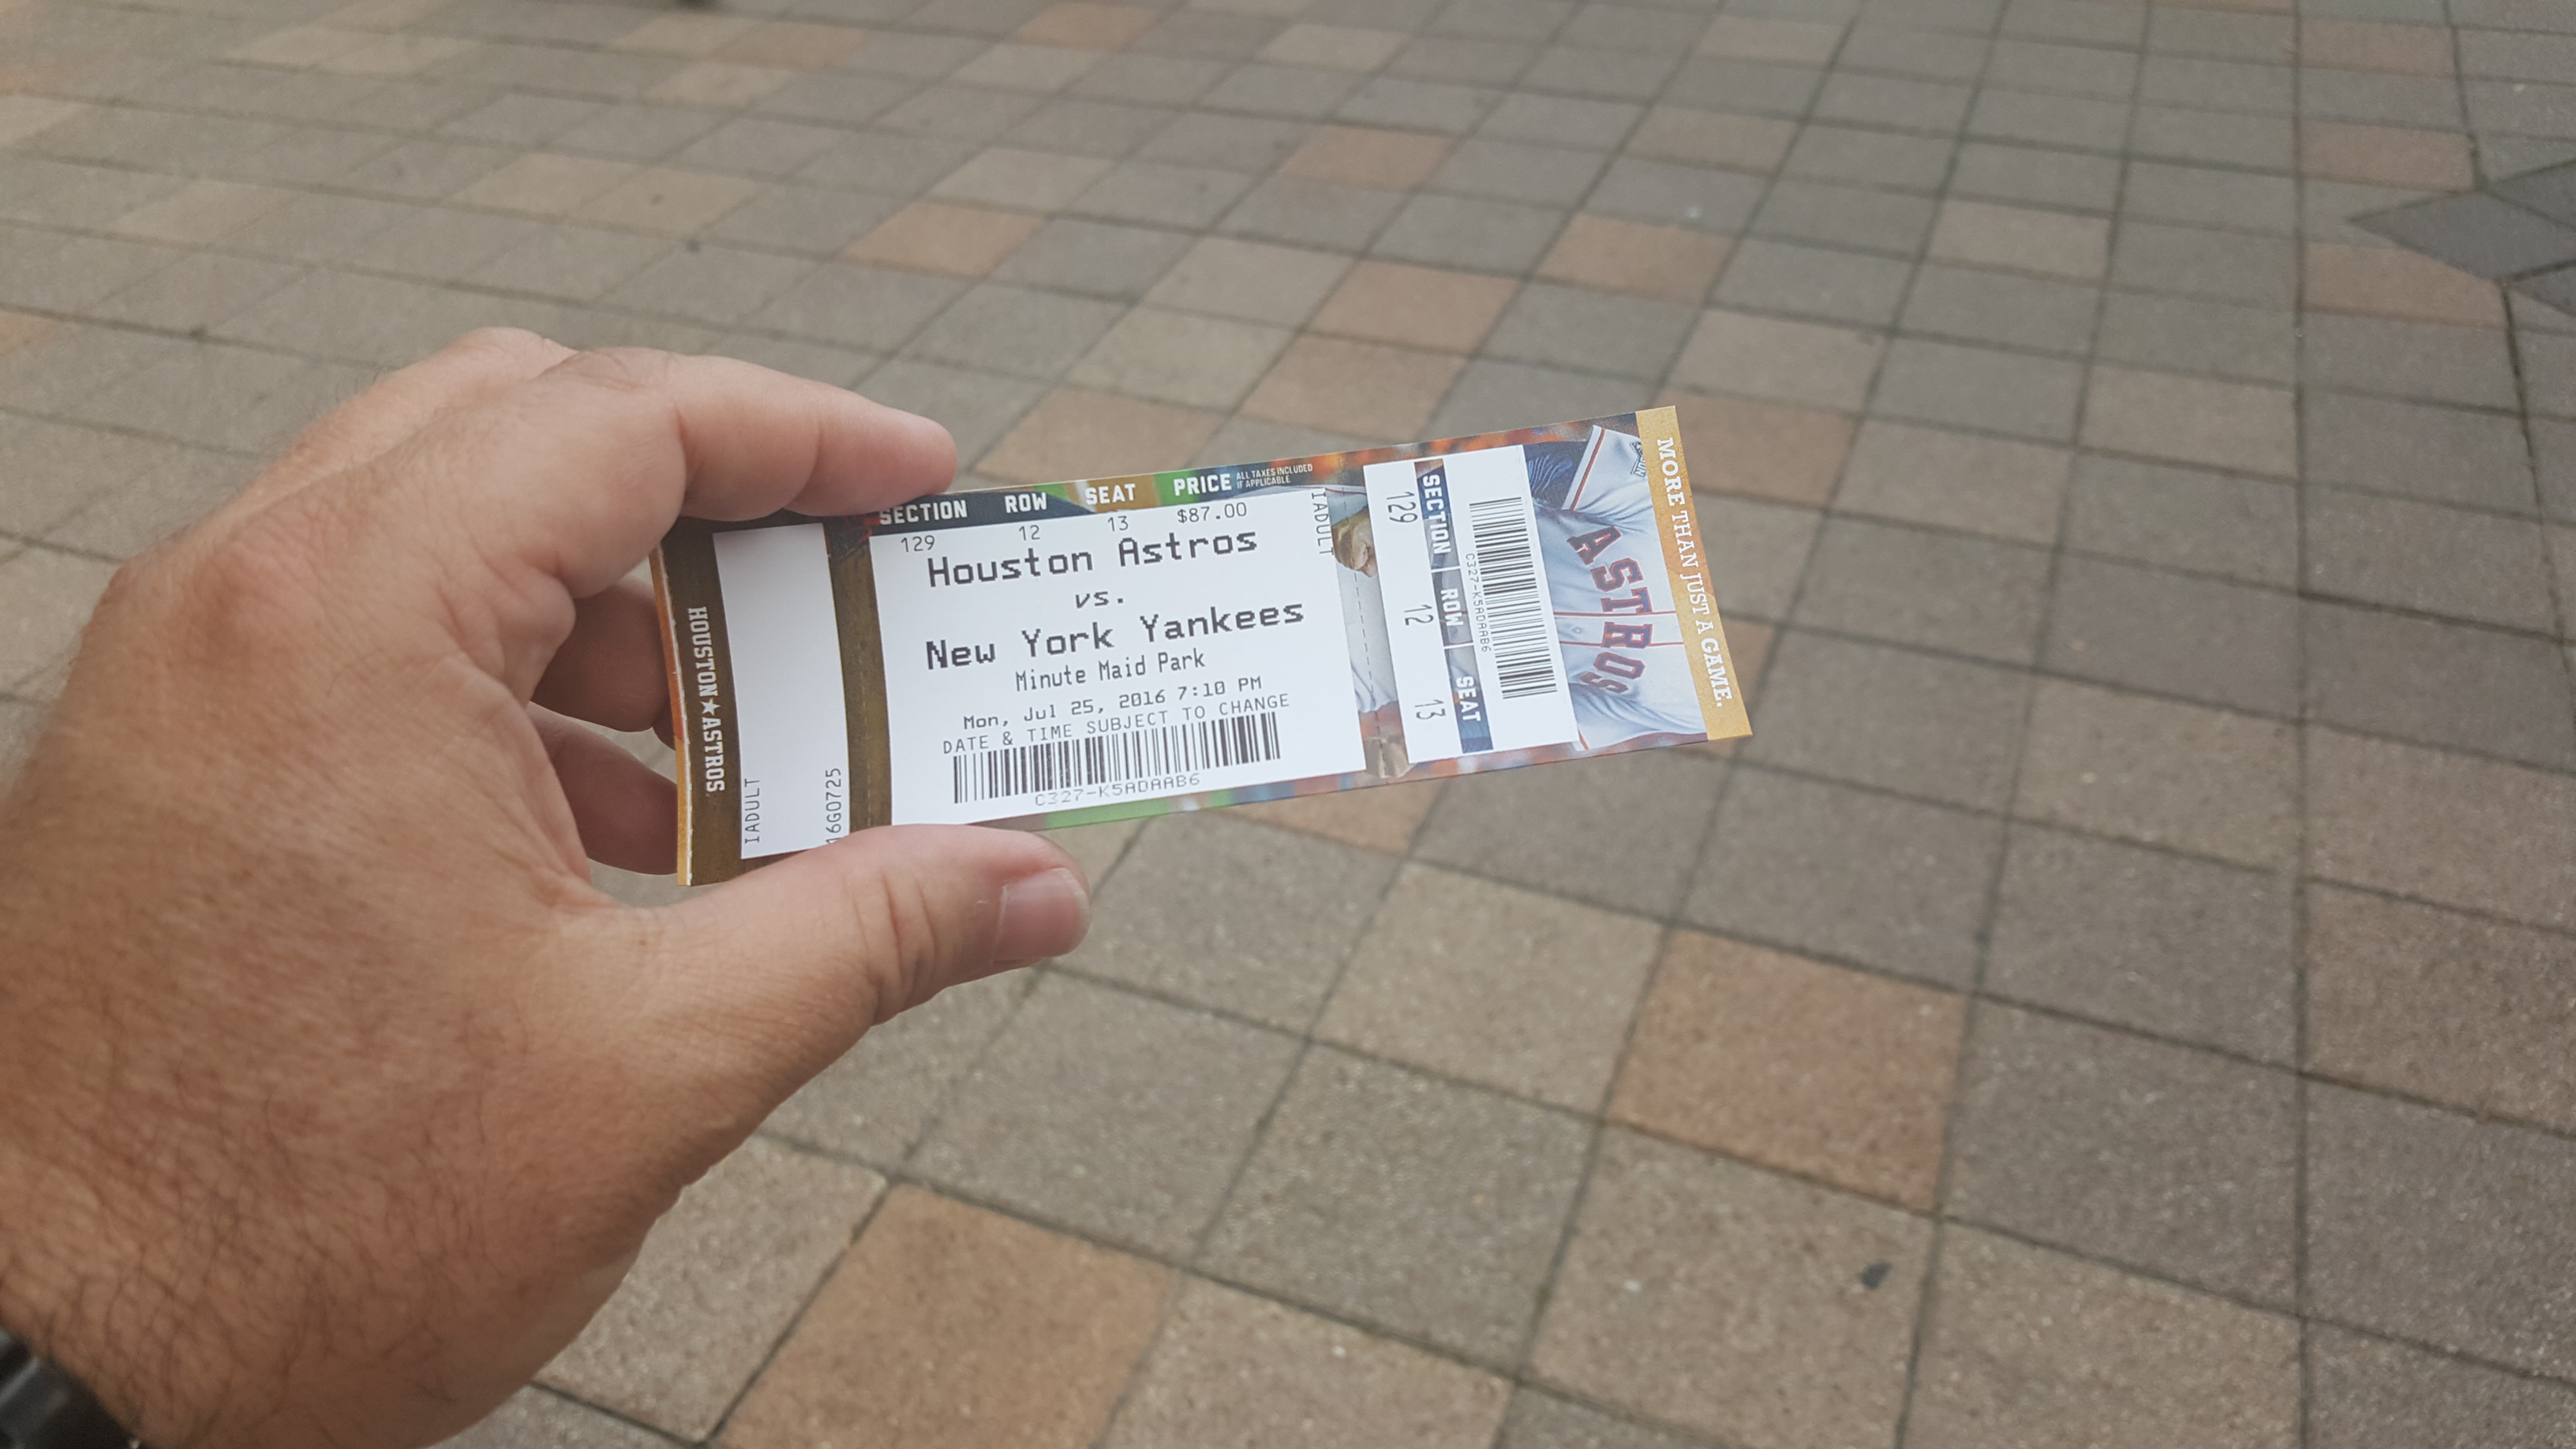 HOUSTON★ASTROS
IADULT
16G0725
SECTION ROW SEAT PRICE ALL TAXES INCLUDED IF APPLICABLE
129 12 13 $87.00
Houston Astros
vs.
New York Yankees
Minute Maid Park
Mon, Jul 25, 2016 7:10 PM
DATE & TIME SUBJECT TO CHANGE
C327-K5ADAAB6
IADULT
SECTION ROW SEAT
129 12 13
C327-K5ADAAB6
ASTROS
MORE THAN JUST A GAME.